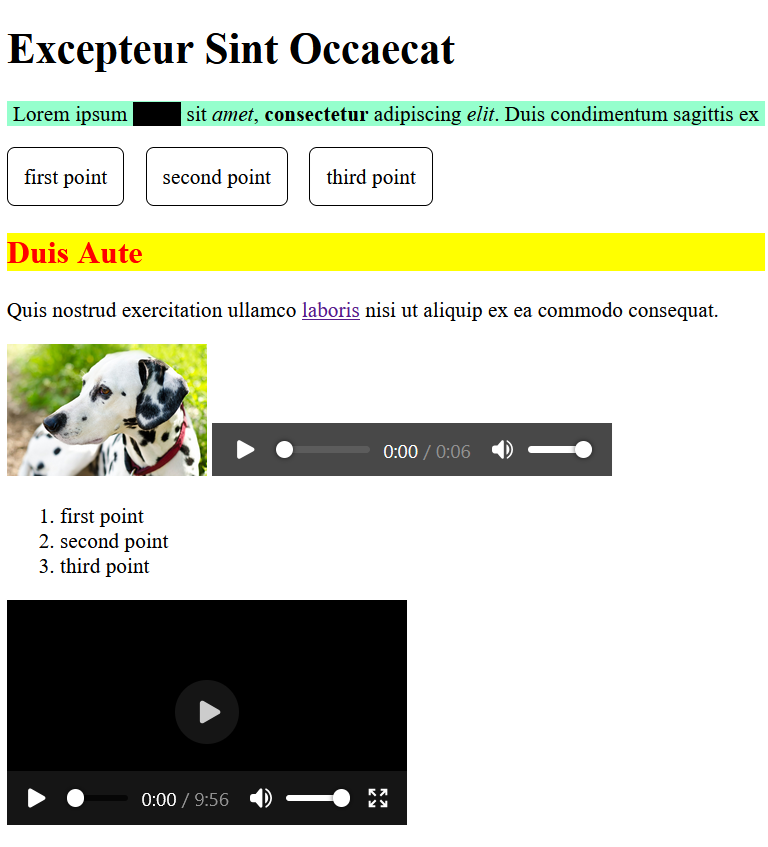 Excepteur Sint Occaecat
Lorem ipsum sit amet, consectetur adipiscing elit. Duis condimentum sagittis ex
first point second point third point
Duis Aute
Quis nostrud exercitation ullamco laboris nisi ut aliquip ex ea commodo consequat.
0:00 / 0:06
1. first point
2. second point
3. third point
0:00 / 9:56